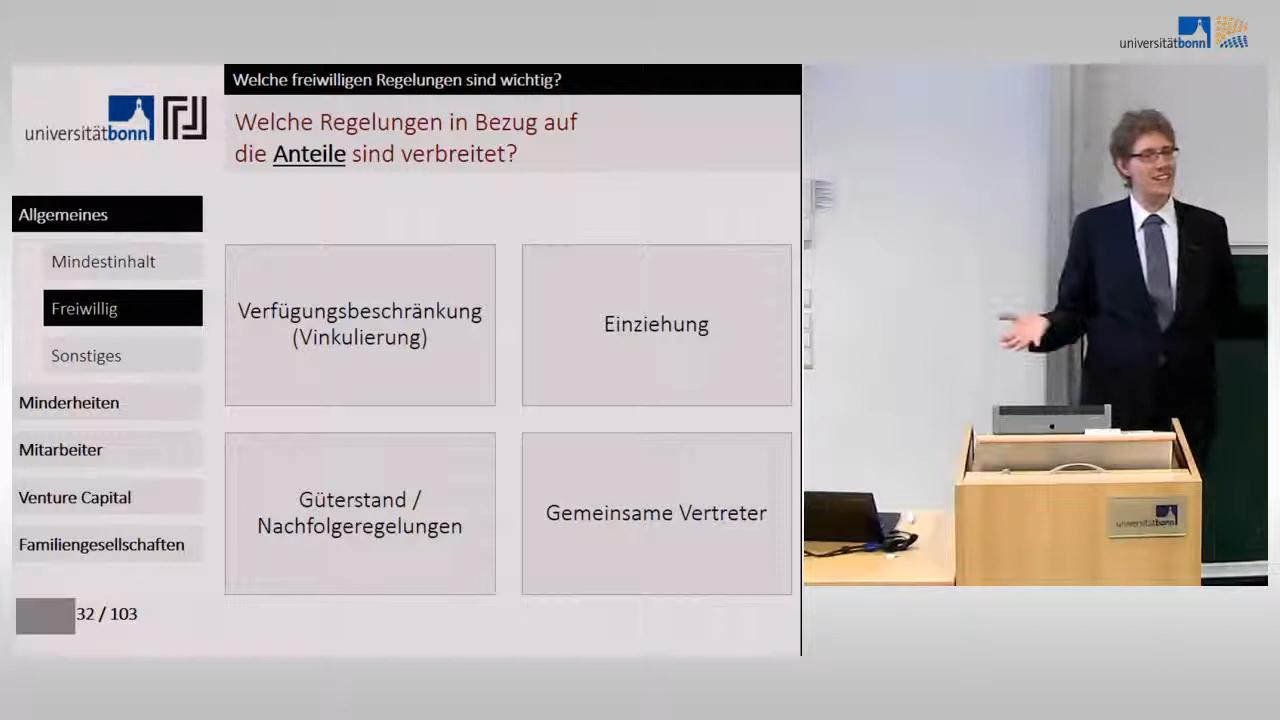 universitätbonn
Welche freiwilligen Regelungen sind wichtig?
universitätbonn
Welche Regelungen in Bezug auf
die Anteile sind verbreitet?
Allgemeines
Mindestinhalt
Freiwillig
Sonstiges
Minderheiten
Mitarbeiter
Venture Capital
Familiengesellschaften
32 / 103
Verfügungsbeschränkung
(Vinkulierung)
Einziehung
Güterstand /
Nachfolgeregelungen
Gemeinsame Vertreter
universitätbonn